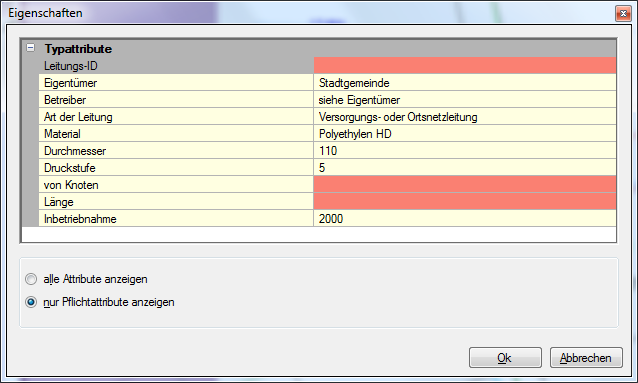 Eigenschaften
Typattribute
Leitungs-ID
Eigentümer Stadtgemeinde
Betreiber siehe Eigentümer
Art der Leitung Versorgungs- oder Ortsnetzleitung
Material Polyethylen HD
Durchmesser 110
Druckstufe 5
von Knoten
Länge
Inbetriebnahme 2000
alle Attribute anzeigen
nur Pflichtattribute anzeigen
Ok Abbrechen